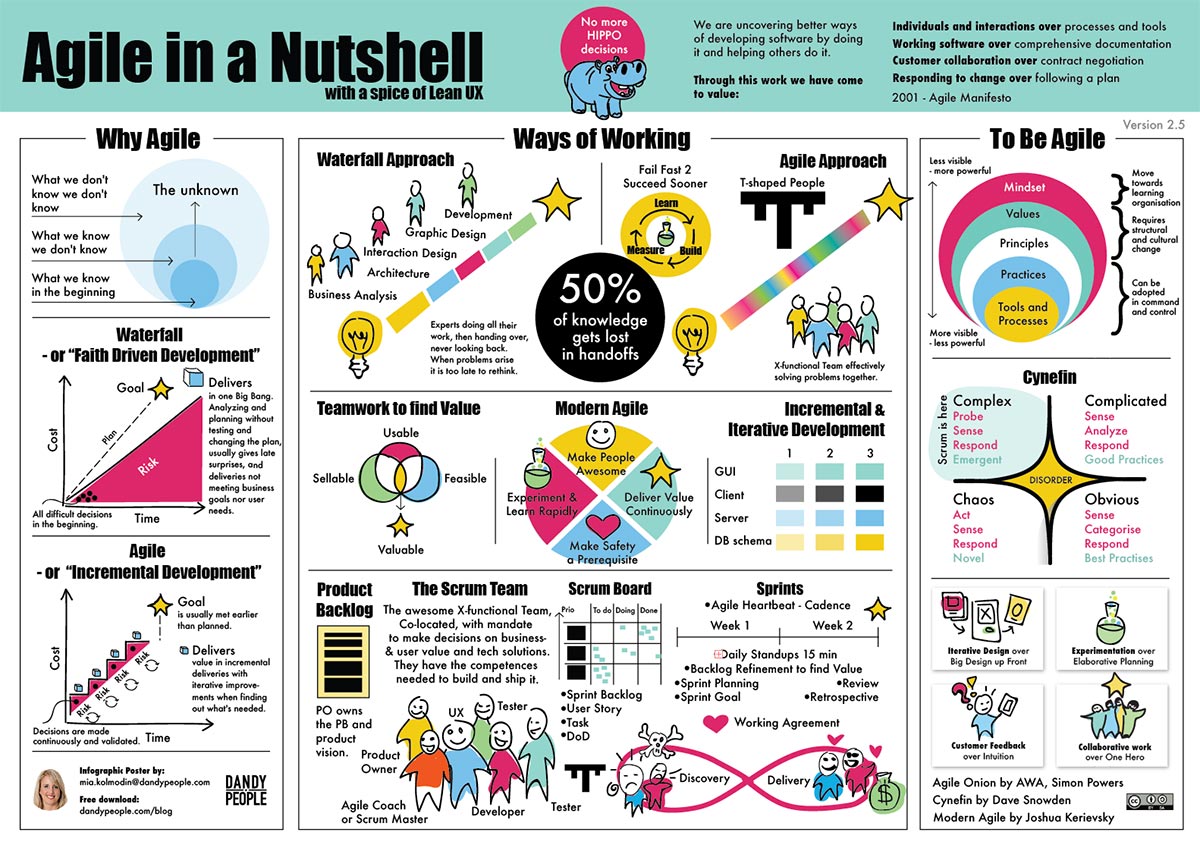 Agile in a Nutshell
with a spice of Lean UX
No more
HIPPO
decisions
We are uncovering better ways
of developing software by doing
it and helping others do it.
Through this work we have come
to value:
Individuals and interactions over processes and tools
Working software over comprehensive documentation
Customer collaboration over contract negotiation
Responding to change over following a plan
2001 - Agile Manifesto
Version 2.5
Why Agile
What we don't
know we don't
know
The unknown
What we know
we don't know
What we know
in the beginning
Waterfall
- or “Faith Driven Development”
Goal
Cost
Plan
Risk
Delivers
in one Big Bang.
Analyzing and
planning without
testing and
changing the plan,
usually gives late
surprises, and
deliveries not
meeting business
goals nor user
needs.
All difficult decisions
in the beginning.
Time
Agile
- or “Incremental Development”
Goal
is usually met earlier
than planned.
Cost
Risk
Risk
Risk
Risk
Delivers
value in incremental
deliveries with
iterative improve-
ments when finding
out what's needed.
Decisions are made
continuously and validated.
Time
Infographic Poster by:
mia.kolmodin@dandypeople.com
Free download:
dandypeople.com/blog
DANDY
PEOPLE
Ways of Working
Waterfall Approach
Development
Graphic Design
Interaction Design
Architecture
Business Analysis
Experts doing all their
work, then handing over,
never looking back.
When problems arise
it is too late to rethink.
Fail Fast 2
Succeed Sooner
Learn
Measure
Build
50%
of knowledge
gets lost
in handoffs
Agile Approach
T-shaped People
X-functional Team effectively
solving problems together.
Teamwork to find Value
Usable
Sellable
Feasible
Valuable
Modern Agile
Make People
Awesome
Experiment &
Learn Rapidly
Deliver Value
Continuously
Make Safety
a Prerequisite
Incremental &
Iterative Development
1 2 3
GUI
Client
Server
DB schema
Product
Backlog
PO owns
the PB and
product
vision.
The Scrum Team
The awesome X-functional Team,
Co-located, with mandate
to make decisions on business-
& user value and tech solutions.
They have the competences
needed to build and ship it.
UX
Tester
Product
Owner
Agile Coach
or Scrum Master
Developer
Tester
Scrum Board
Prio To do Doing Done
•Sprint Backlog
•User Story
•Task
•DoD
Sprints
•Agile Heartbeat - Cadence
Week 1 Week 2
Daily Standups 15 min
•Backlog Refinement to find Value
•Sprint Planning
•Review
•Sprint Goal
•Retrospective
Working Agreement
Discovery
Delivery
$
To Be Agile
Less visible
- more powerful
Mindset
Values
Principles
Practices
Tools and
Processes
More visible
- less powerful
Move
towards
learning
organisation
Requires
structural
and cultural
change
Can be
adopted
in command
and control
Cynefin
Scrum is here
Complex
Probe
Sense
Respond
Emergent
Complicated
Sense
Analyze
Respond
Good Practices
DISORDER
Chaos
Act
Sense
Respond
Novel
Obvious
Sense
Categorise
Respond
Best Practises
Iterative Design over
Big Design up Front
Experimentation over
Elaborative Planning
Customer Feedback
over Intuition
Collaborative work
over One Hero
Agile Onion by AWA, Simon Powers
Cynefin by Dave Snowden
Modern Agile by Joshua Kerievsky
cc
BY SA